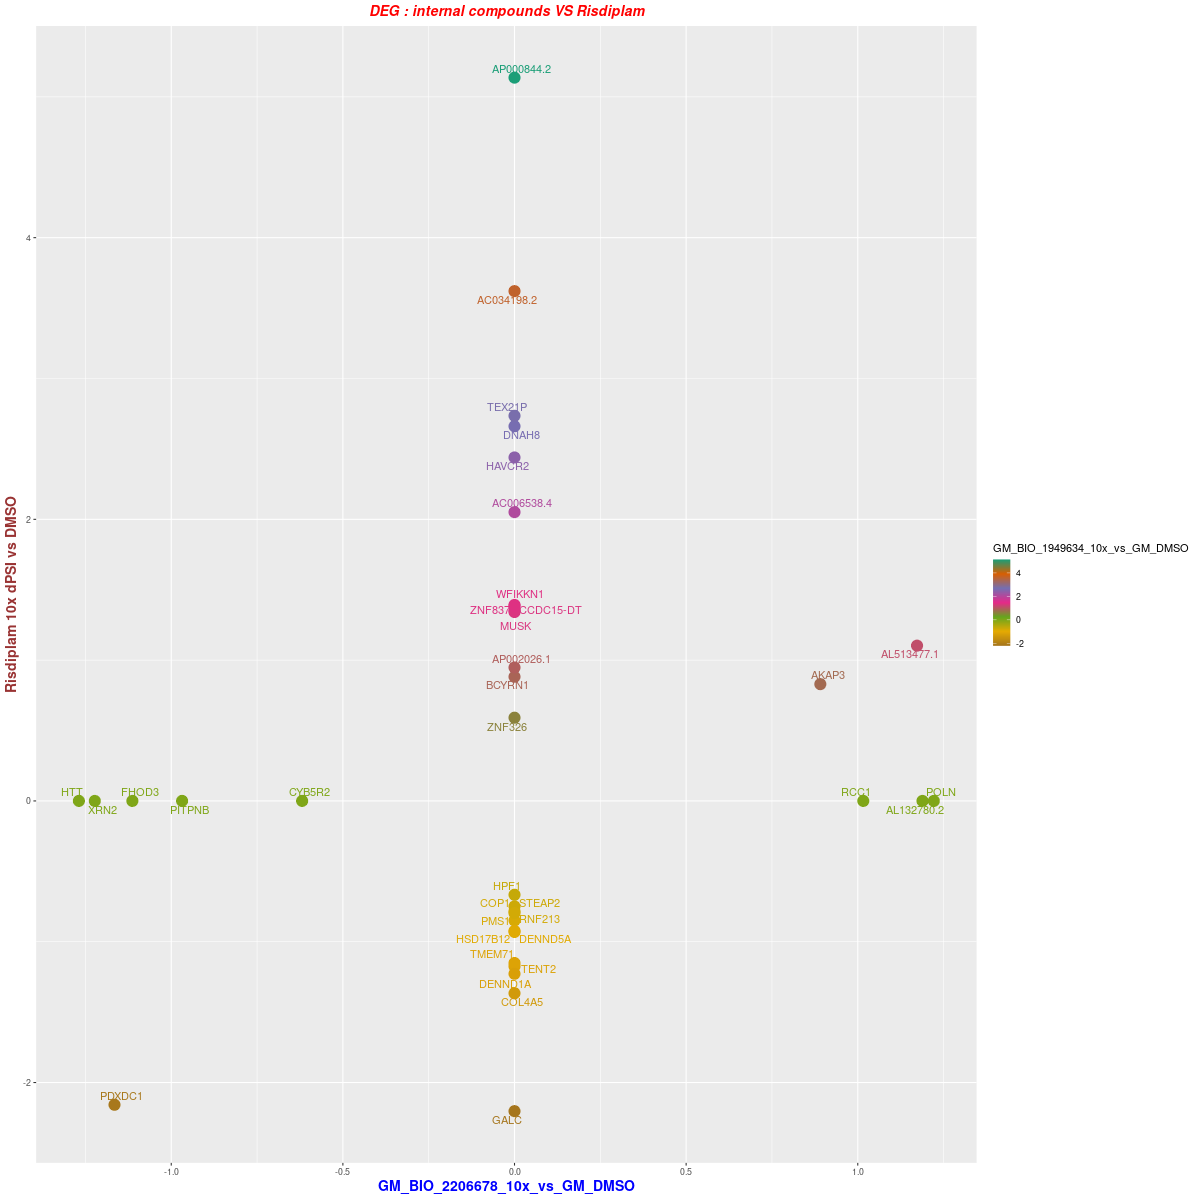 DEG : internal compounds VS Risdiplam
AP000844.2
4
AC034198.2
TEX21P
DNAH8
HAVCR2
AC006538.4
2
WFIKKN1
CCDC15-DT
MUSK
AP002026.1
BCYRN1
ZNF326
AL513477.1
AKAP3
HTT
XRN2
FHOD3
PITPNB
CYB5R2
RCC1
AL132780.2
POLN
0
HPF1
STEAP2
PMS1
RNF213
HSD17B12
DENND5A
TMEM71
TENT2
DENND1A
COL4A5
-2
PDXDC1
GALC
-1.0
-0.5
0.0
0.5
1.0
GM_BIO_2206678_10x_vs_GM_DMSO
Risdiplam 10x dPSI vs DMSO
GM_BIO_1949634_10x_vs_GM_DMSO
4
2
0
-2